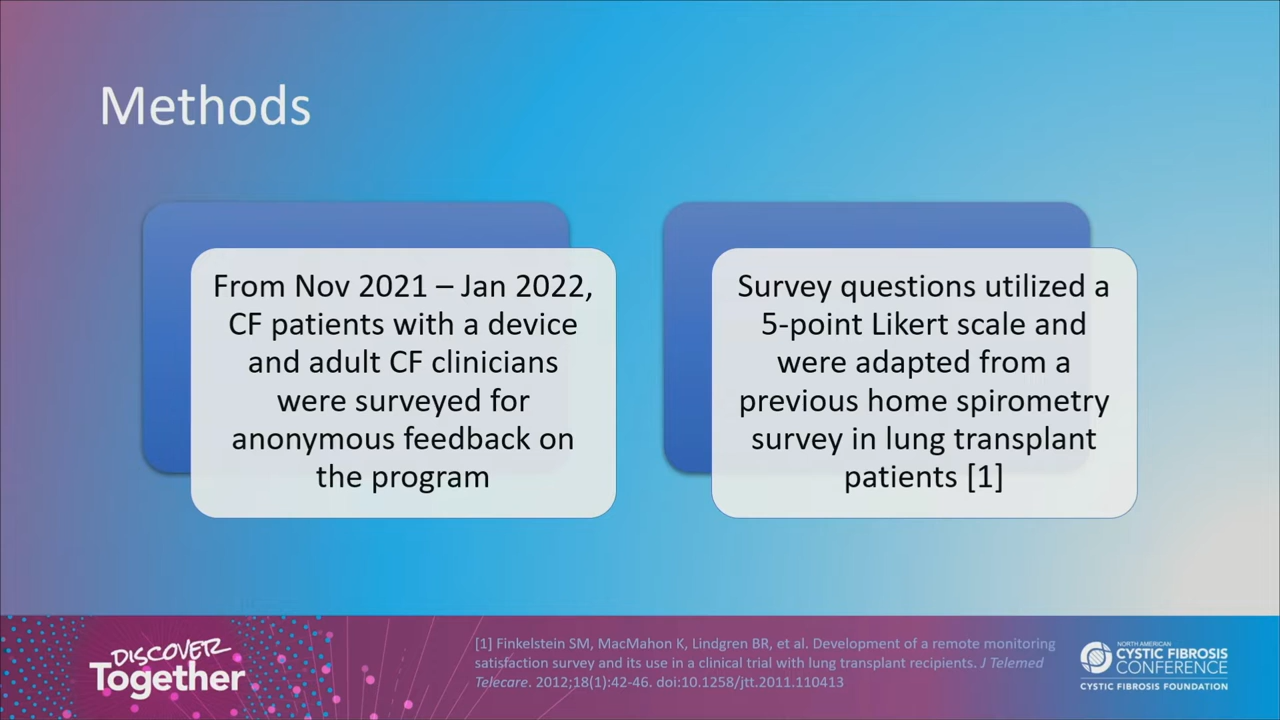 Methods
From Nov 2021 – Jan 2022,
CF patients with a device
and adult CF clinicians
were surveyed for
anonymous feedback on
the program
Survey questions utilized a
5-point Likert scale and
were adapted from a
previous home spirometry
survey in lung transplant
patients [1]
DISCOVER
Together
[1] Finkelstein SM, MacMahon K, Lindgren BR, et al. Development of a remote monitoring
satisfaction survey and its use in a clinical trial with lung transplant recipients. J Telemed
Telecare. 2012;18(1):42-46. doi:10.1258/jtt.2011.110413
NORTH AMERICAN
CYSTIC FIBROSIS
CONFERENCE
CYSTIC FIBROSIS FOUNDATION